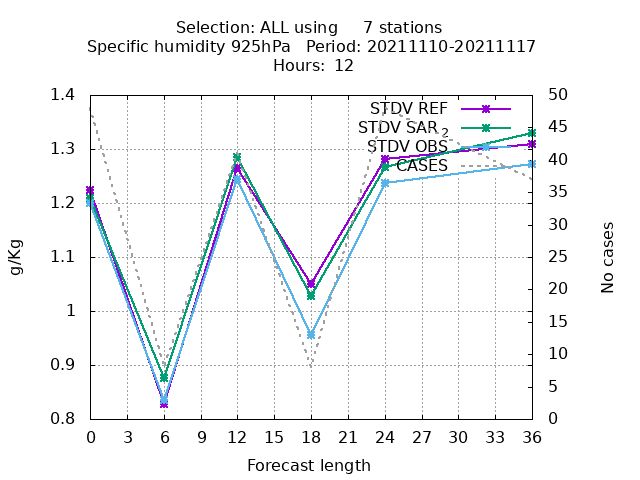 Selection: ALL using 7 stations
Specific humidity 925hPa Period: 20211110-20211117
Hours: 12
1.4
1.3
1.2
1.1
1
0.9
0.8
g/Kg
STDV REF
STDV SAR 2
STDV OBS
CASES
50
45
40
35
30
25
20
15
10
5
0
No cases
0 3 6 9 12 15 18 21 24 27 30 33 36
Forecast length